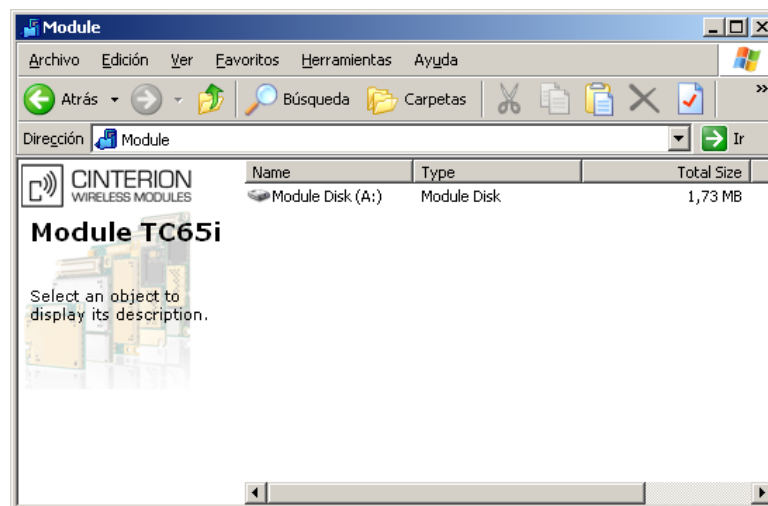 Module
Archivo Edición Ver Favoritos Herramientas Ayuda
Atrás Búsqueda Carpetas »
Dirección Module Ir
CINTERION
WIRELESS MODULES
Name Type Total Size
Module Disk (A:) Module Disk 1,73 MB
Module TC65i
Select an object to
display its description.